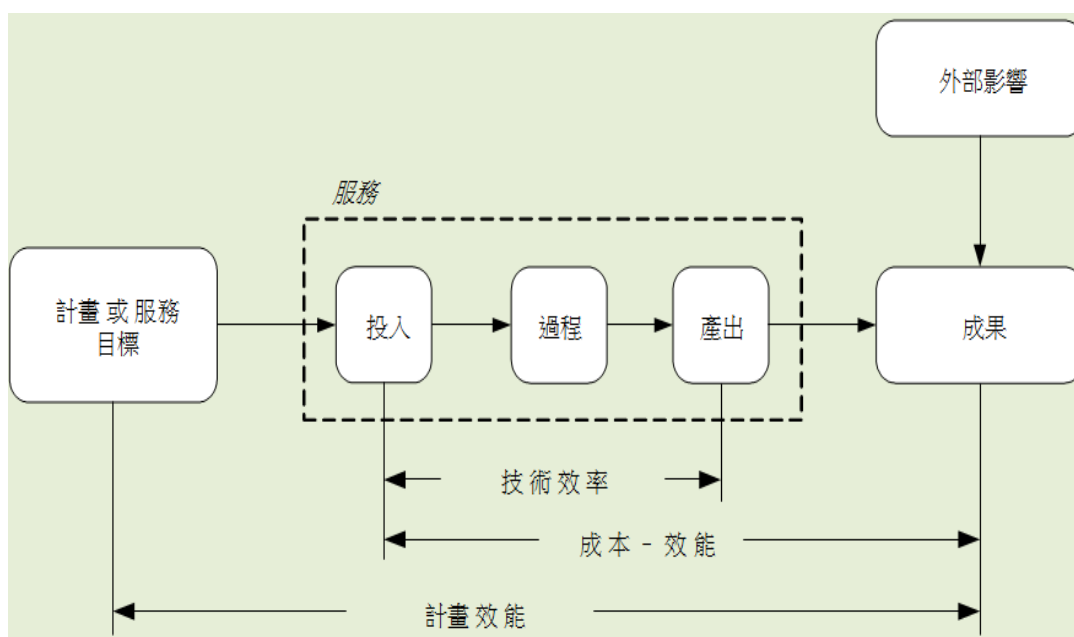 外部影響
服務
計畫 或 服務
目標
投入
過程
產出
成果
技術效率
成本 - 效能
計畫效能